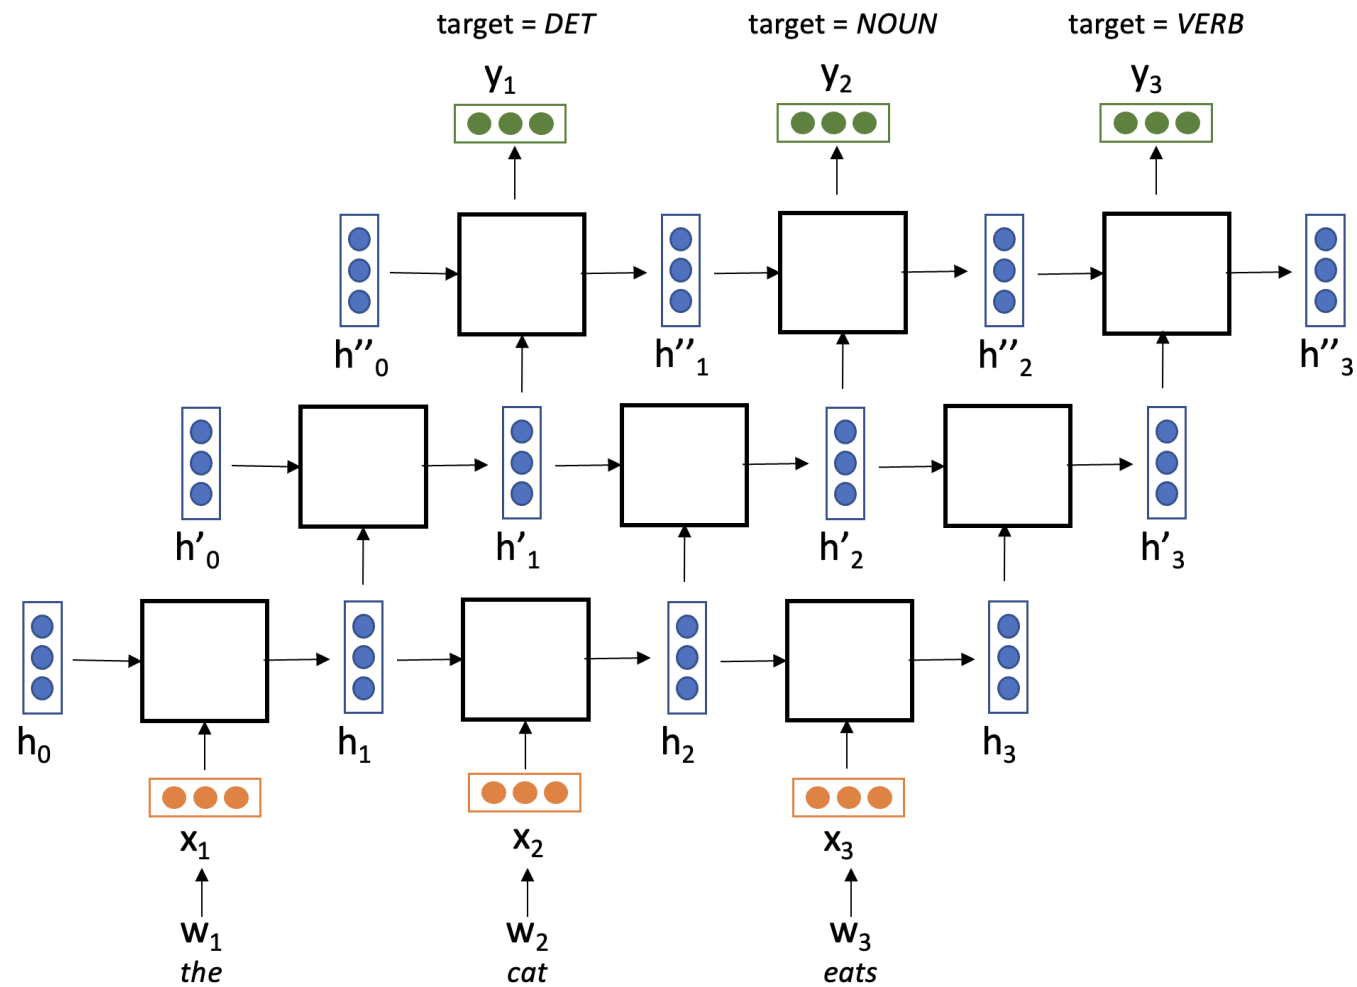 target = DET target = NOUN target = VERB
y₁ y₂ y₃
h’’₀ h’’₁ h’’₂ h’’₃
h’₀ h’₁ h’₂ h’₃
h₀ h₁ h₂ h₃
x₁ x₂ x₃
w₁ w₂ w₃
the cat eats